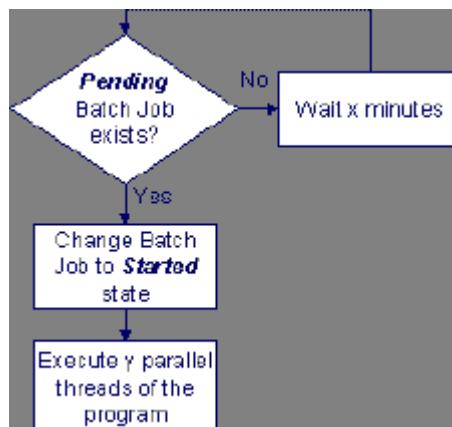 Pending
Batch Job
exists?
No
Wait x minutes
Yes
Change Batch
Job to Started
state
Execute y parallel
threads of the
program